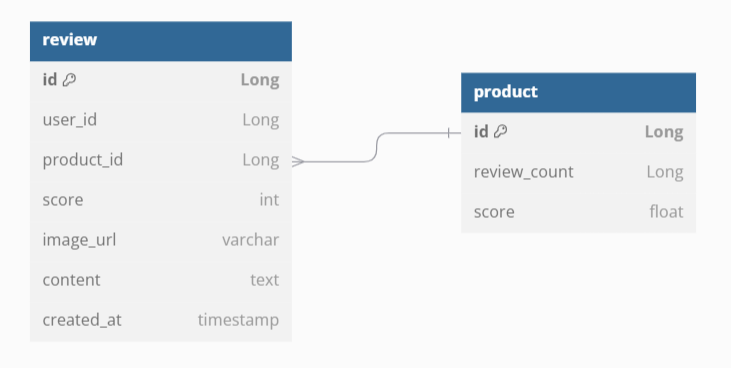 review
id Long
user_id Long
product_id Long
score int
image_url varchar
content text
created_at timestamp
product
id Long
review_count Long
score float